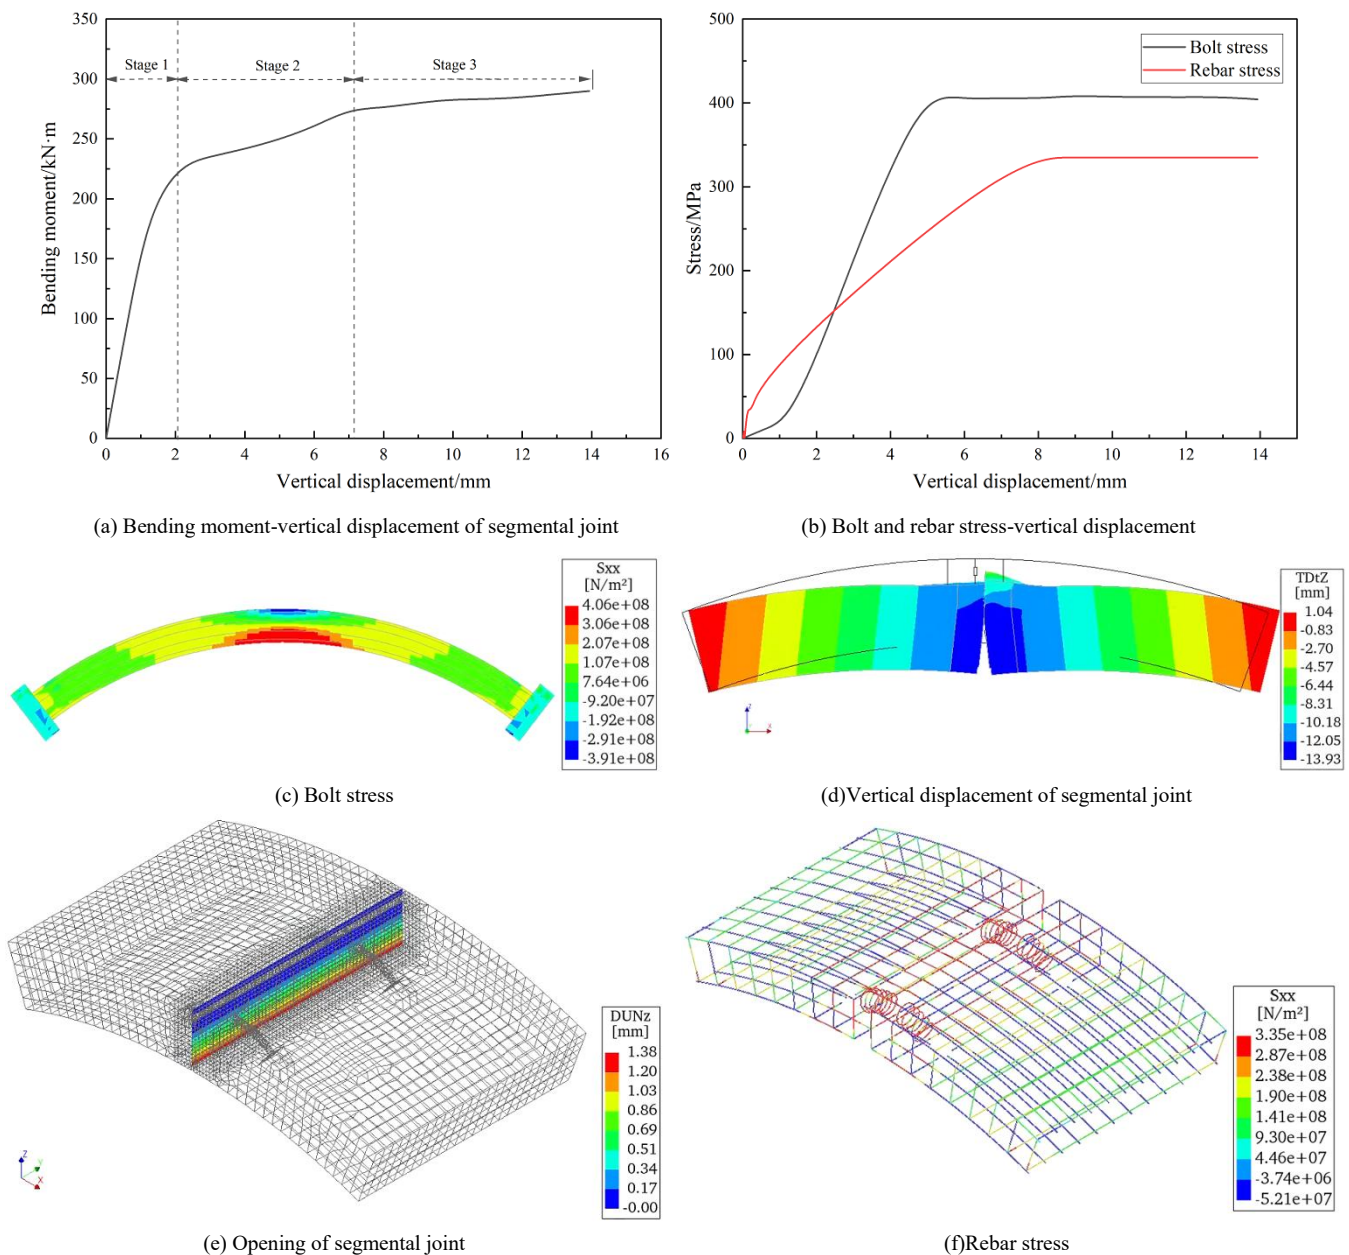 350
300
250
200
150
100
50
0
Stage 1
Stage 2
Stage 3
Bending moment/kN·m
0 2 4 6 8 10 12 14 16
Vertical displacement/mm
(a) Bending moment-vertical displacement of segmental joint
500
400
300
200
100
0
Bolt stress
Rebar stress
Stress/MPa
0 2 4 6 8 10 12 14
Vertical displacement/mm
(b) Bolt and rebar stress-vertical displacement
Sxx
[N/m²]
4.06e+08
3.06e+08
2.07e+08
1.07e+08
7.64e+06
-9.20e+07
-1.92e+08
-2.91e+08
-3.91e+08
(c) Bolt stress
TDtZ
[mm]
1.04
-0.83
-2.70
-4.57
-6.44
-8.31
-10.18
-12.05
-13.93
(d)Vertical displacement of segmental joint
DUNz
[mm]
1.38
1.20
1.03
0.86
0.69
0.51
0.34
0.17
-0.00
Z
Y
X
(e) Opening of segmental joint
Sxx
[N/m²]
3.35e+08
2.87e+08
2.38e+08
1.90e+08
1.41e+08
9.30e+07
4.46e+07
-3.74e+06
-5.21e+07
(f)Rebar stress